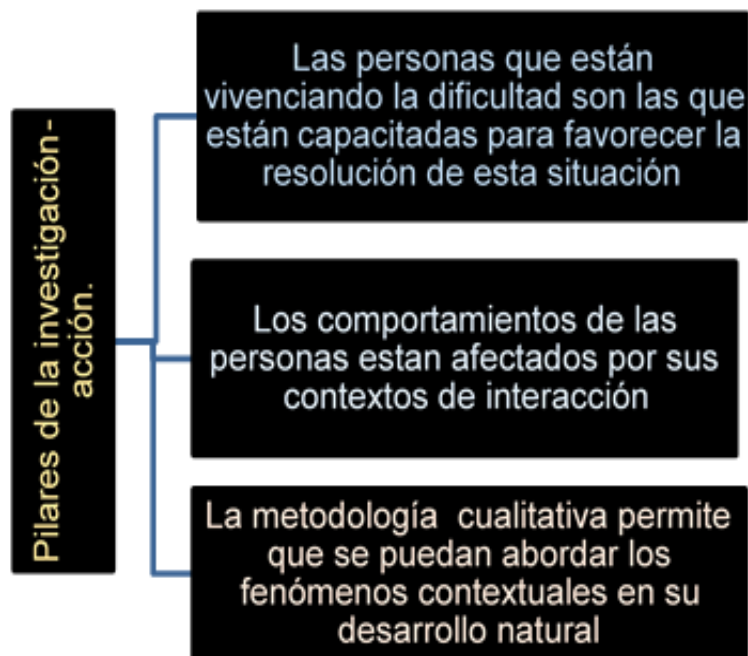 Pilares de la investigación-
acción.
Las personas que están
vivenciando la dificultad son las que
están capacitadas para favorecer la
resolución de esta situación
Los comportamientos de las
personas estan afectados por sus
contextos de interacción
La metodología cualitativa permite
que se puedan abordar los
fenómenos contextuales en su
desarrollo natural